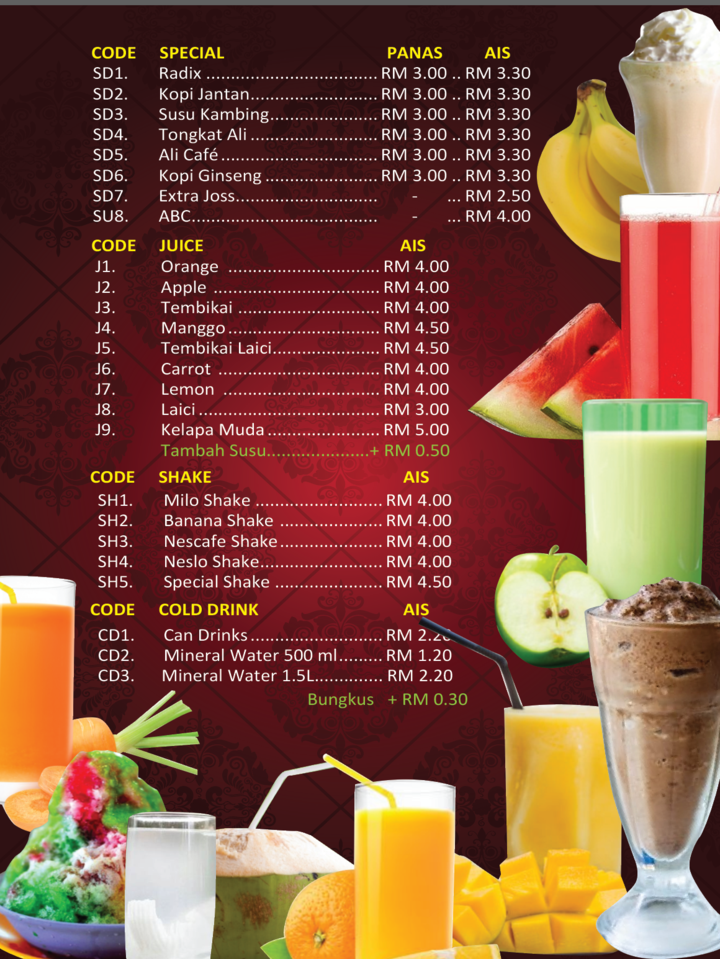 CODE SPECIAL PANAS AIS
SD1. Radix ................................... RM 3.00 .. RM 3.30
SD2. Kopi Jantan.......................... RM 3.00 .. RM 3.30
SD3. Susu Kambing...................... RM 3.00 .. RM 3.30
SD4. Tongkat Ali .......................... RM 3.00 .. RM 3.30
SD5. Ali Café................................ RM 3.00 .. RM 3.30
SD6. Kopi Ginseng ....................... RM 3.00 .. RM 3.30
SD7. Extra Joss............................. - ... RM 2.50
SU8. ABC...................................... - ... RM 4.00
CODE JUICE AIS
J1. Orange ............................... RM 4.00
J2. Apple .................................. RM 4.00
J3. Tembikai ............................. RM 4.00
J4. Manggo............................... RM 4.50
J5. Tembikai Laici...................... RM 4.50
J6. Carrot ................................. RM 4.00
J7. Lemon ................................ RM 4.00
J8. Laici ..................................... RM 3.00
J9. Kelapa Muda....................... RM 5.00
Tambah Susu.....................+ RM 0.50
CODE SHAKE AIS
SH1. Milo Shake .......................... RM 4.00
SH2. Banana Shake ..................... RM 4.00
SH3. Nescafe Shake..................... RM 4.00
SH4. Neslo Shake......................... RM 4.00
SH5. Special Shake ...................... RM 4.50
CODE COLD DRINK AIS
CD1. Can Drinks........................... RM 2.20
CD2. Mineral Water 500 ml......... RM 1.20
CD3. Mineral Water 1.5L.............. RM 2.20
Bungkus + RM 0.30